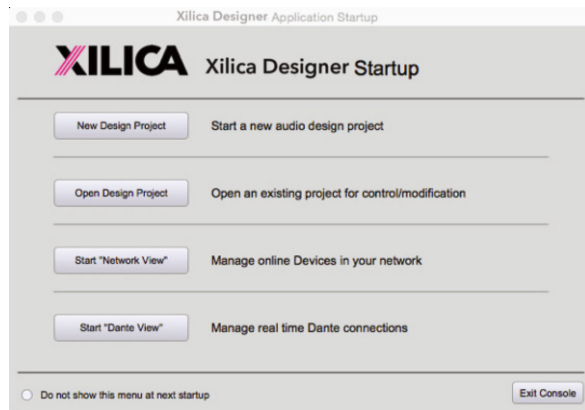 Xilica Designer Application Startup
XILICA Xilica Designer Startup
New Design Project Start a new audio design project
Open Design Project Open an existing project for control/modification
Start "Network View" Manage online Devices in your network
Start "Dante View" Manage real time Dante connections
Do not show this menu at next startup Exit Console